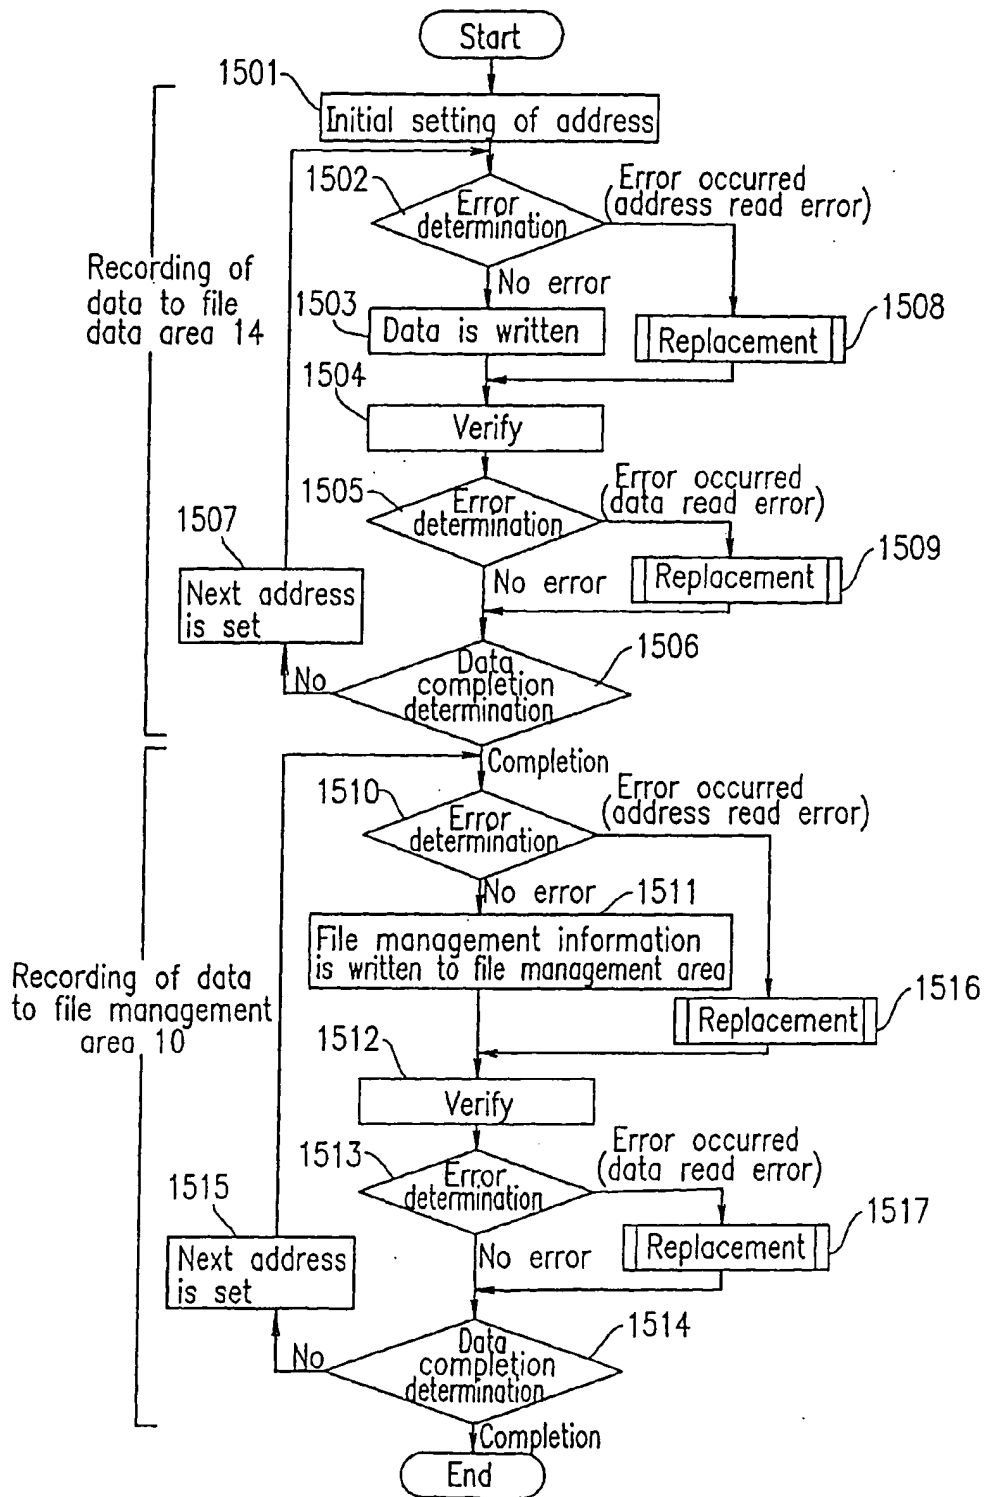 Start
1501
Initial setting of address
1502
Error
determination
Error occurred
(address read error)
No error
Recording of
data to file
data area 14
1503
Data is written
1508
Replacement
1504
Verify
1505
Error
determination
Error occurred
(data read error)
1507
Next address
is set
No error
1509
Replacement
1506
Data
completion
determination
No
Completion
1510
Error
determination
Error occurred
(address read error)
No error
1511
File management information
is written to file management area
Recording of data
to file management
area 10
1516
Replacement
1512
Verify
1513
Error
determination
Error occurred
(data read error)
1515
Next address
is set
No error
1517
Replacement
1514
Data
completion
determination
No
Completion
End